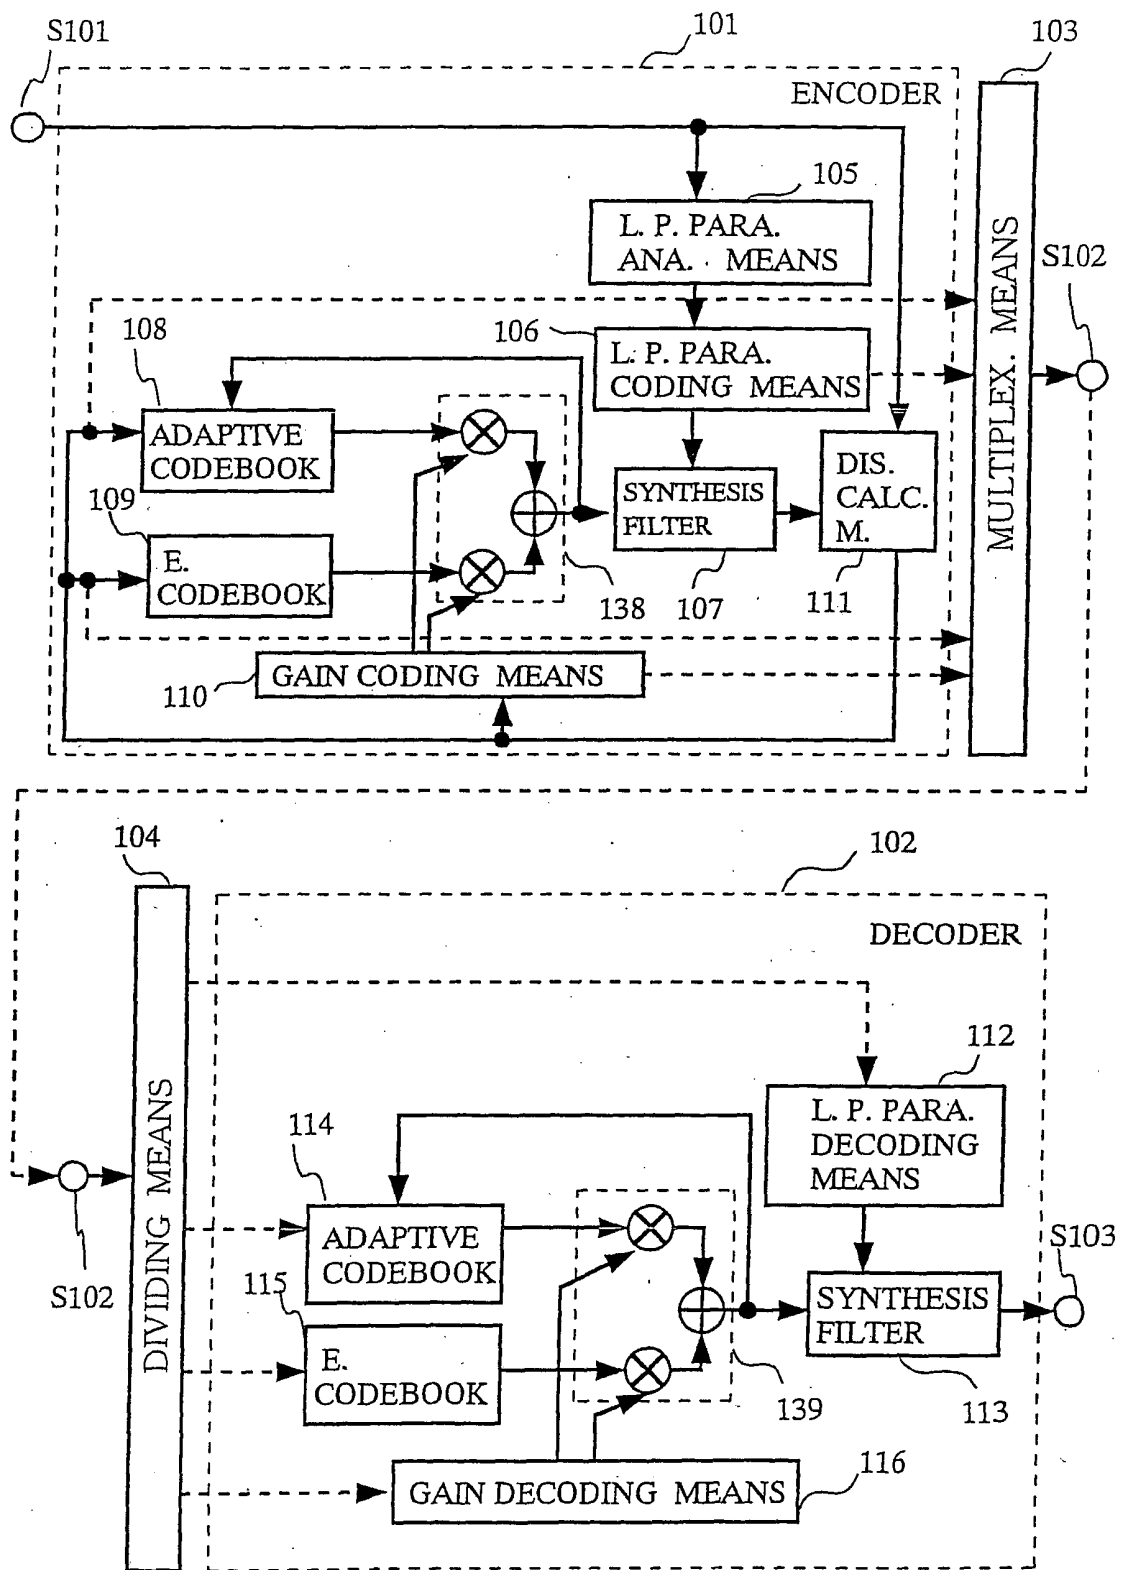 S101
101
103
ENCODER
105
L. P. PARA.
ANA. MEANS
MULTIPLEX. MEANS
S102
108
106
L. P. PARA.
CODING MEANS
ADAPTIVE
CODEBOOK
SYNTHESIS
FILTER
DIS.
CALC.
M.
109
E.
CODEBOOK
138
107
111
110
GAIN CODING MEANS
104
102
DECODER
112
L. P. PARA.
DECODING
MEANS
DIVIDING MEANS
114
ADAPTIVE
CODEBOOK
S103
S102
115
SYNTHESIS
FILTER
E.
CODEBOOK
139
113
116
GAIN DECODING MEANS